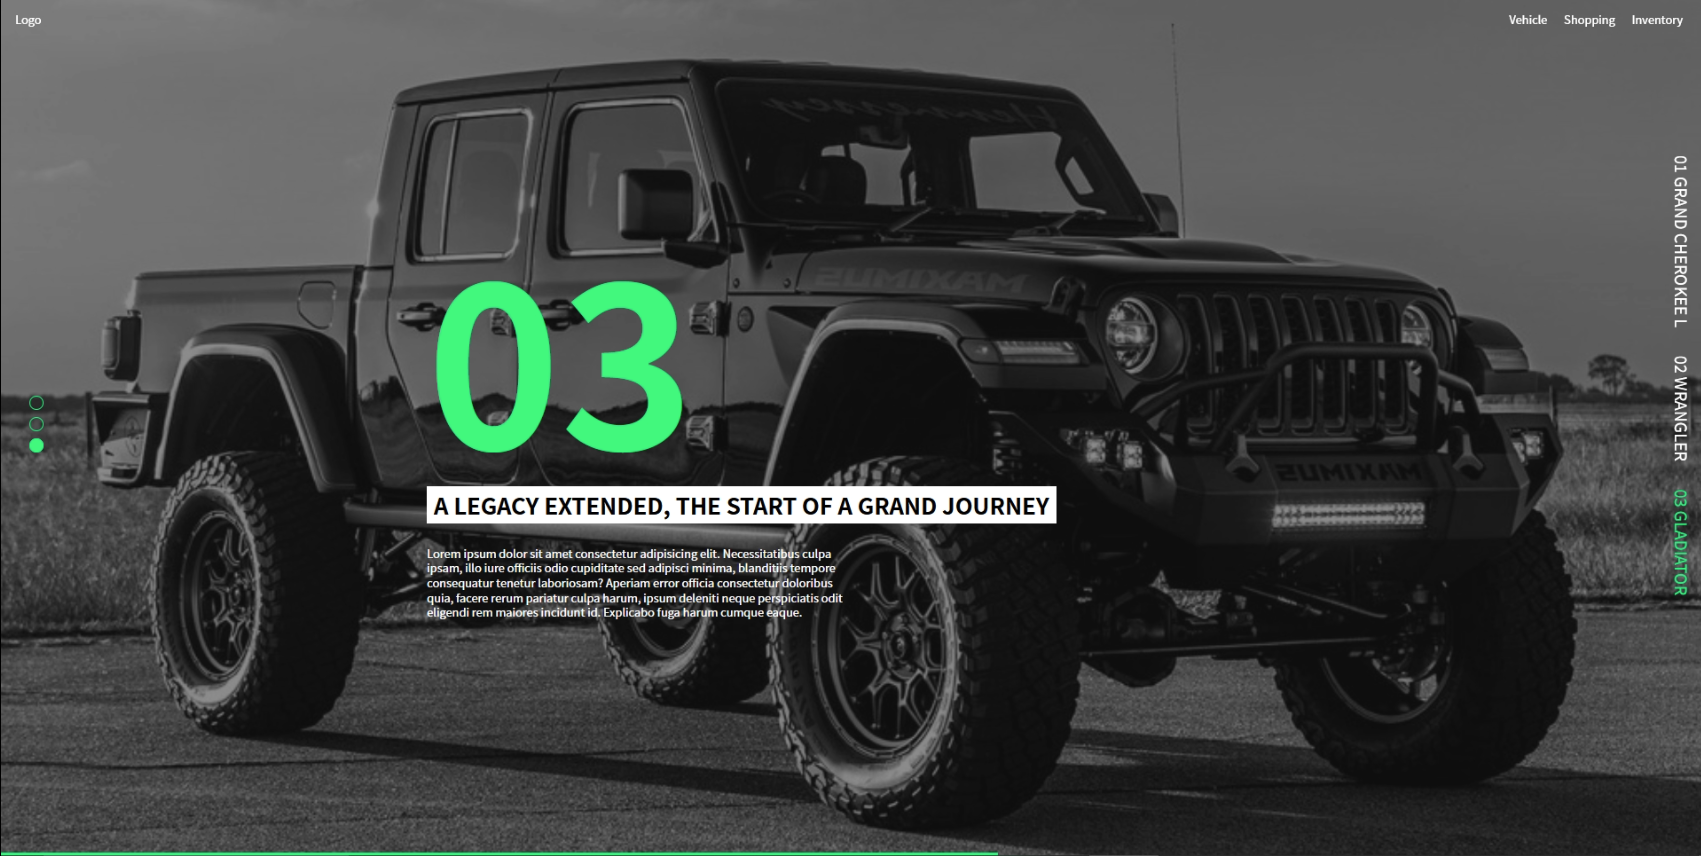 Logo
Vehicle Shopping Inventory
Hennessey
MAXIMUS
01 GRAND CHEROKEE L
02 WRANGLER
03 GLADIATOR
03
MAXIMUS
A LEGACY EXTENDED, THE START OF A GRAND JOURNEY
Lorem ipsum dolor sit amet consectetur adipisicing elit. Necessitatibus culpa
ipsam, illo iure officiis odio cupiditate sed adipisci minima, blanditiis tempore
consequatur tenetur laboriosam? Aperiam error officia consectetur doloribus
quia, facere rerum pariatur culpa harum, ipsum deleniti neque perspiciatis odit
eligendi rem maiores incidunt id. Explicabo fuga harum cumque eaque.